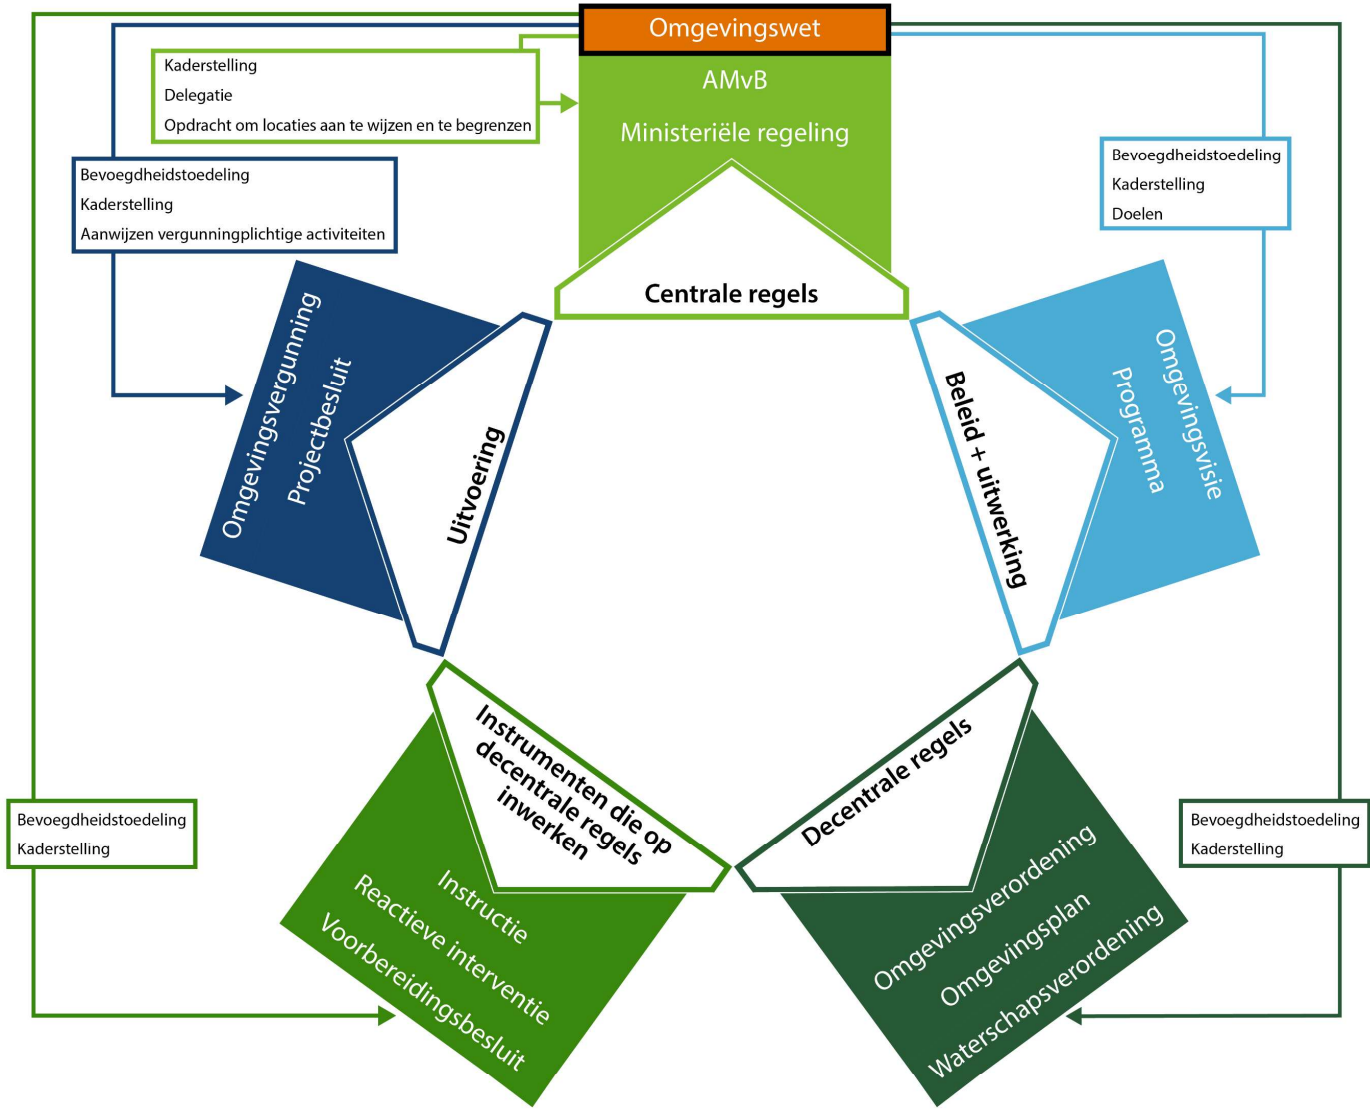 Omgevingswet
AMvB
Ministeriële regeling
Centrale regels
Kaderstelling
Delegatie
Opdracht om locaties aan te wijzen en te begrenzen
Bevoegdheidstoedeling
Kaderstelling
Aanwijzen vergunningplichtige activiteiten
Bevoegdheidstoedeling
Kaderstelling
Doelen
Omgevingsvergunning
Projectbesluit
Uitvoering
Beleid + uitwerking
Programma
Omgevingsvisie
Instrumenten die op
decentrale regels
inwerken
Instructie
Reactieve interventie
Voorbereidingsbesluit
Decentrale regels
Omgevingsverordening
Omgevingsplan
Waterschapsverordening
Bevoegdheidstoedeling
Kaderstelling
Bevoegdheidstoedeling
Kaderstelling